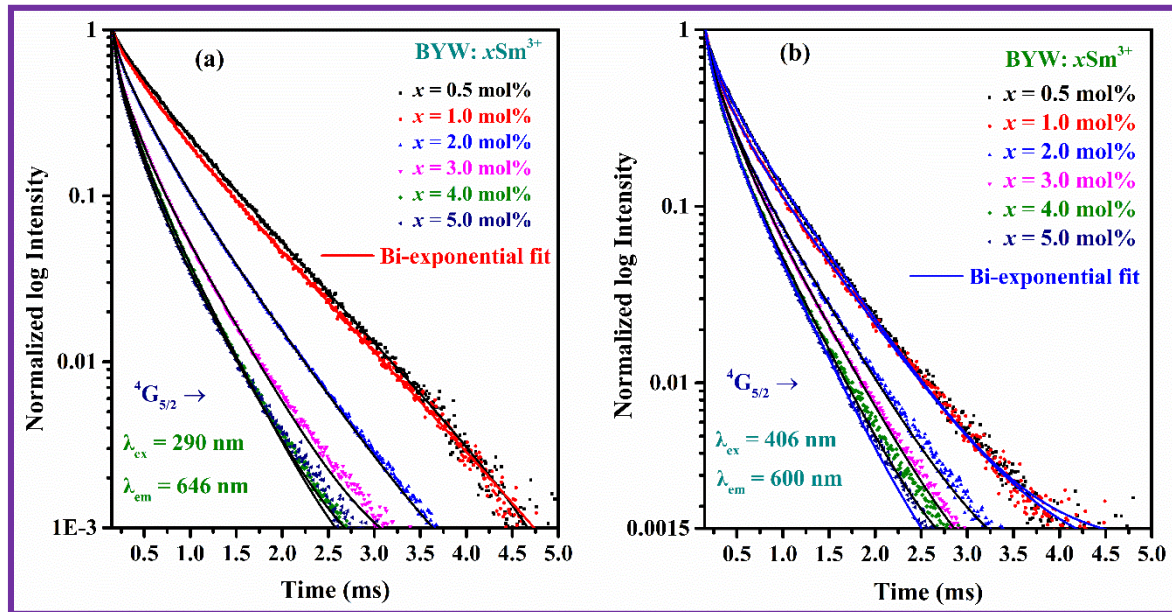 (a)
BYW: xSm³⁺
x = 0.5 mol%
x = 1.0 mol%
x = 2.0 mol%
x = 3.0 mol%
x = 4.0 mol%
x = 5.0 mol%
Bi-exponential fit
⁴G₅/₂ →
λex = 290 nm
λem = 646 nm
Normalized log Intensity
1
0.1
0.01
1E-3
0.5 1.0 1.5 2.0 2.5 3.0 3.5 4.0 4.5 5.0
Time (ms)
(b)
BYW: xSm³⁺
x = 0.5 mol%
x = 1.0 mol%
x = 2.0 mol%
x = 3.0 mol%
x = 4.0 mol%
x = 5.0 mol%
Bi-exponential fit
⁴G₅/₂ →
λex = 406 nm
λem = 600 nm
Normalized log Intensity
1
0.1
0.01
0.0015
0.5 1.0 1.5 2.0 2.5 3.0 3.5 4.0 4.5 5.0
Time (ms)